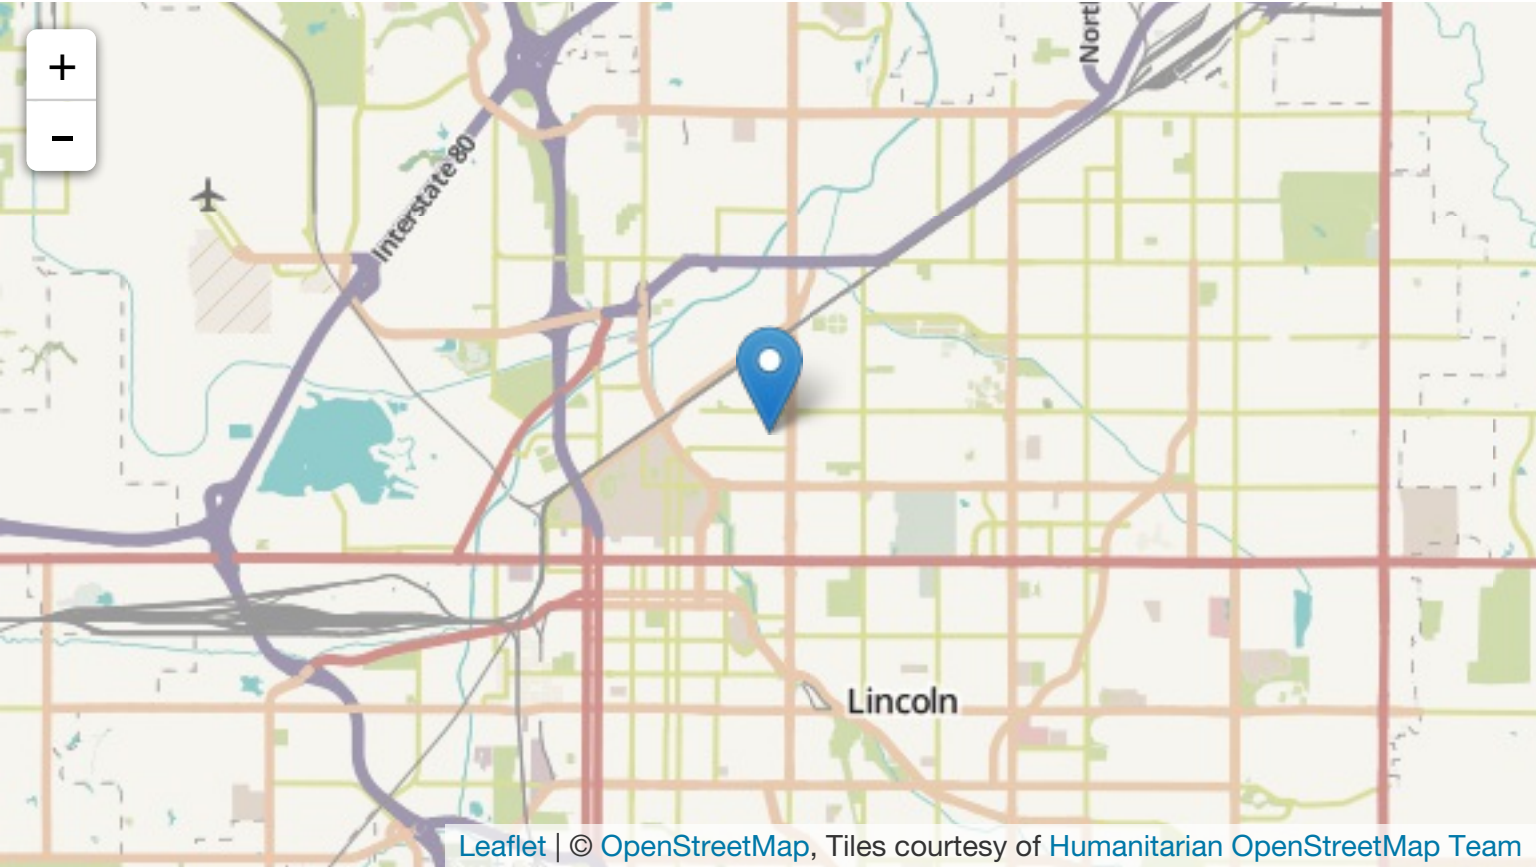 +
−
Interstate 80
Lincoln
Leaflet | © OpenStreetMap, Tiles courtesy of Humanitarian OpenStreetMap Team